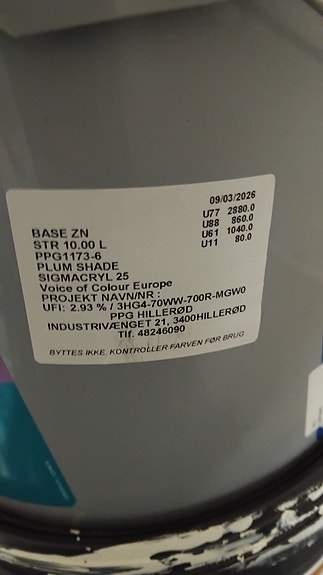 09/03/2026
BASE ZN U77 2880.0
STR 10.00 L U88 860.0
PPG1173-6 U61 1040.0
PLUM SHADE U11 80.0
SIGMACRYL 25
Voice of Colour Europe
PROJEKT NAVN/NR :
UFI: 2.93 % / 3HG4-70WW-700R-MGW0
PPG HILLERØD
INDUSTRIVÆNGET 21, 3400HILLERØD
Tlf. 48246090
BYTTES IKKE. KONTROLLER FARVEN FØR BRUG